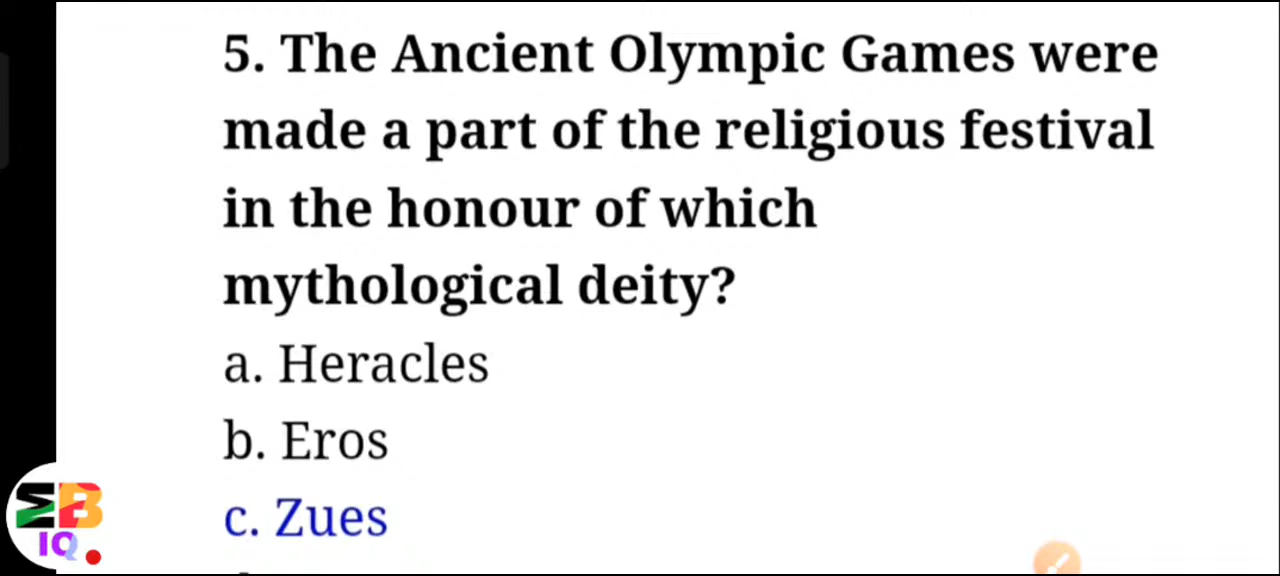 5. The Ancient Olympic Games were
made a part of the religious festival
in the honour of which
mythological deity?
a. Heracles
b. Eros
c. Zues
IQ